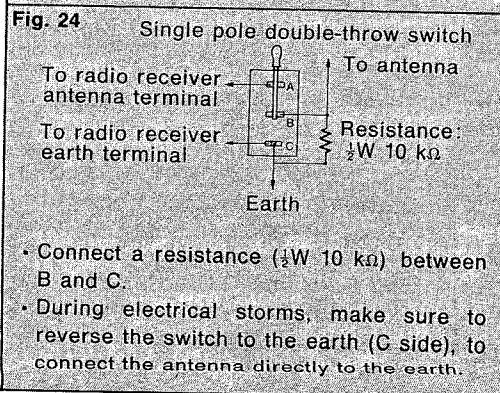 Fig. 24
Single pole double-throw switch
To radio receiver
antenna terminal
To antenna
A
B
To radio receiver
earth terminal
C
Resistance:
½W 10 kΩ
Earth
· Connect a resistance (½W 10 kΩ) between
B and C.
· During electrical storms, make sure to
reverse the switch to the earth (C side), to
connect the antenna directly to the earth.